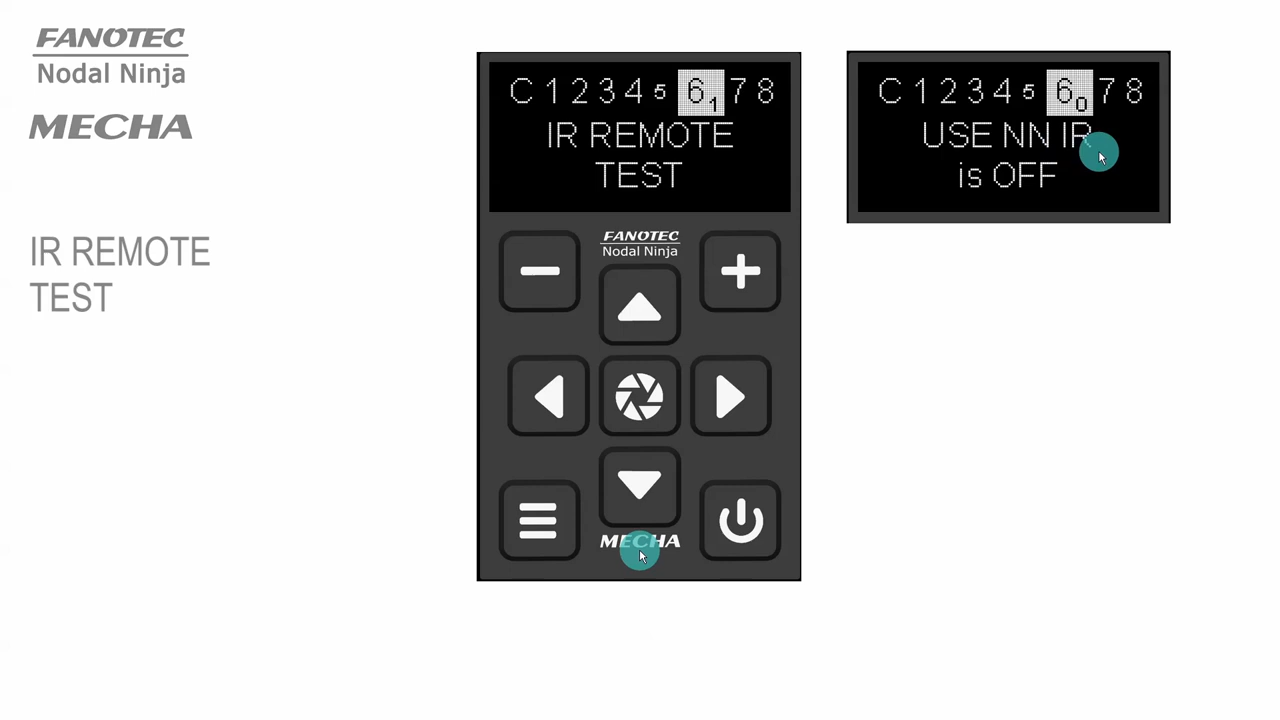 FANOTEC
Nodal Ninja
MECHA
IR REMOTE
TEST
C 1 2 3 4 5 6 1 7 8
IR REMOTE
TEST
FANOTEC
Nodal Ninja
MECHA
C 1 2 3 4 5 6 0 7 8
USE NN IR
is OFF